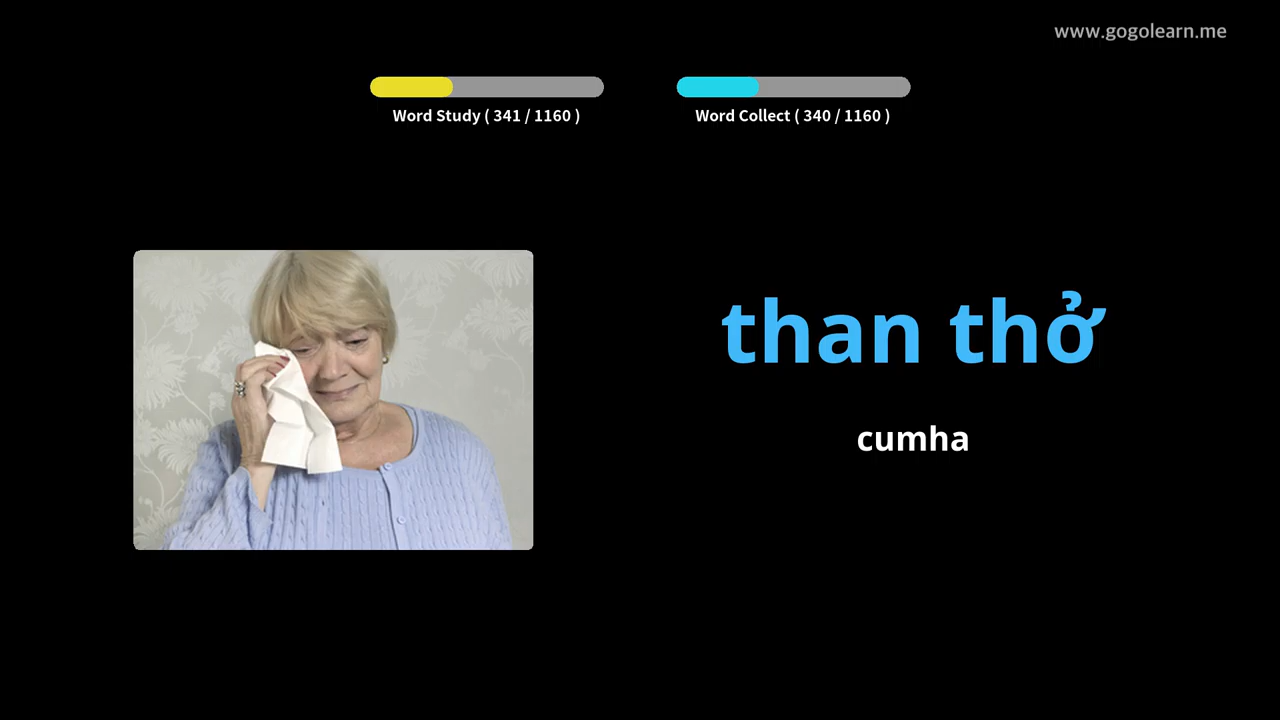 www.gogolearn.me
Word Study ( 341 / 1160 )
Word Collect ( 340 / 1160 )
than thở
cumha